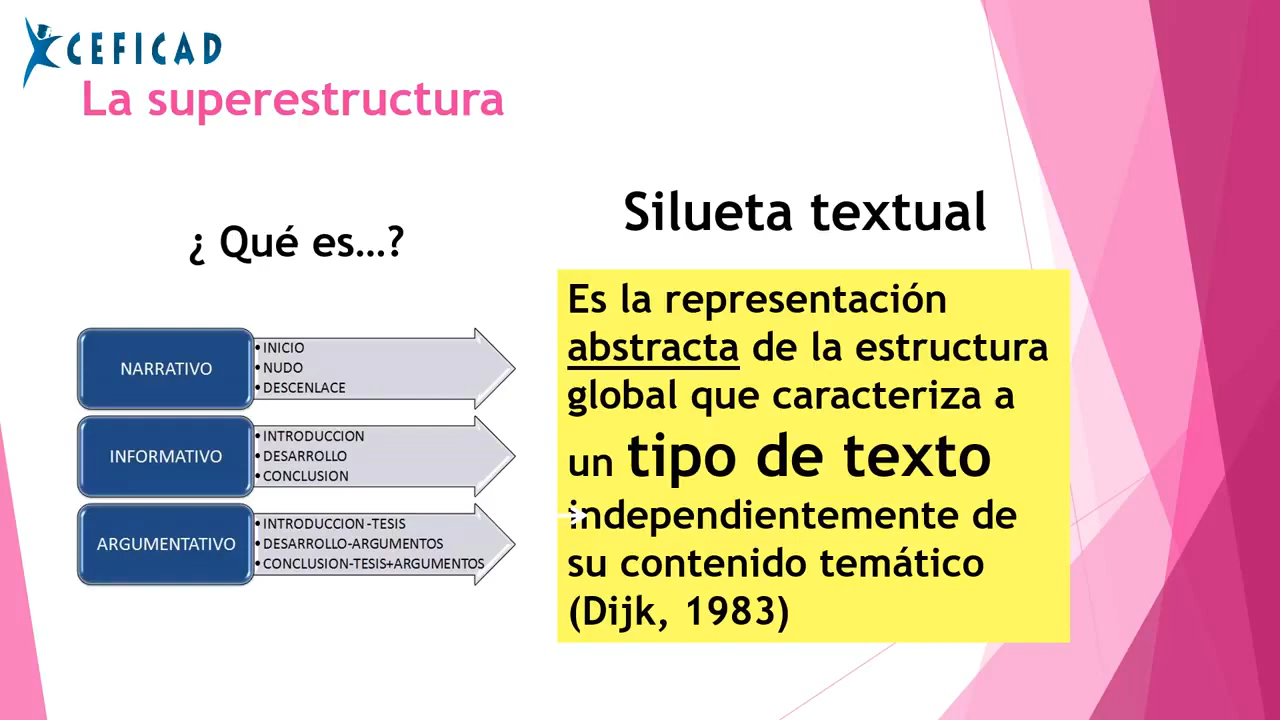 CEFICAD
La superestructura
¿ Qué es...?
NARRATIVO
• INICIO
• NUDO
• DESCENLACE
INFORMATIVO
• INTRODUCCION
• DESARROLLO
• CONCLUSION
ARGUMENTATIVO
• INTRODUCCION -TESIS
• DESARROLLO-ARGUMENTOS
• CONCLUSION-TESIS+ARGUMENTOS
Silueta textual
Es la representación
abstracta de la estructura
global que caracteriza a
un tipo de texto
independientemente de
su contenido temático
(Dijk, 1983)